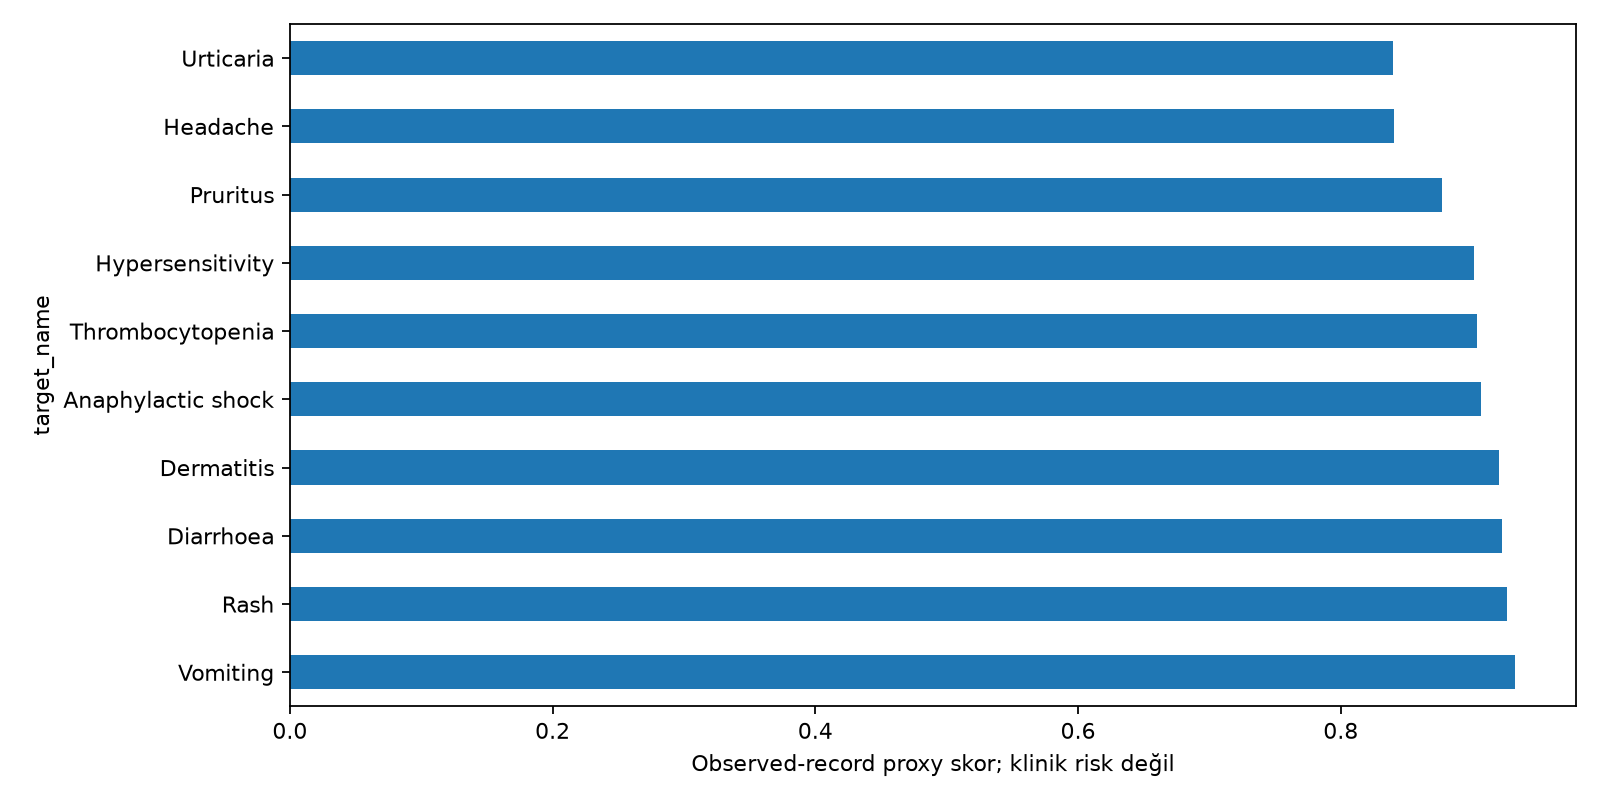 Urticaria
Headache
Pruritus
Hypersensitivity
Thrombocytopenia
Anaphylactic shock
Dermatitis
Diarrhoea
Rash
Vomiting
target_name
0.0 0.2 0.4 0.6 0.8
Observed-record proxy skor; klinik risk değil